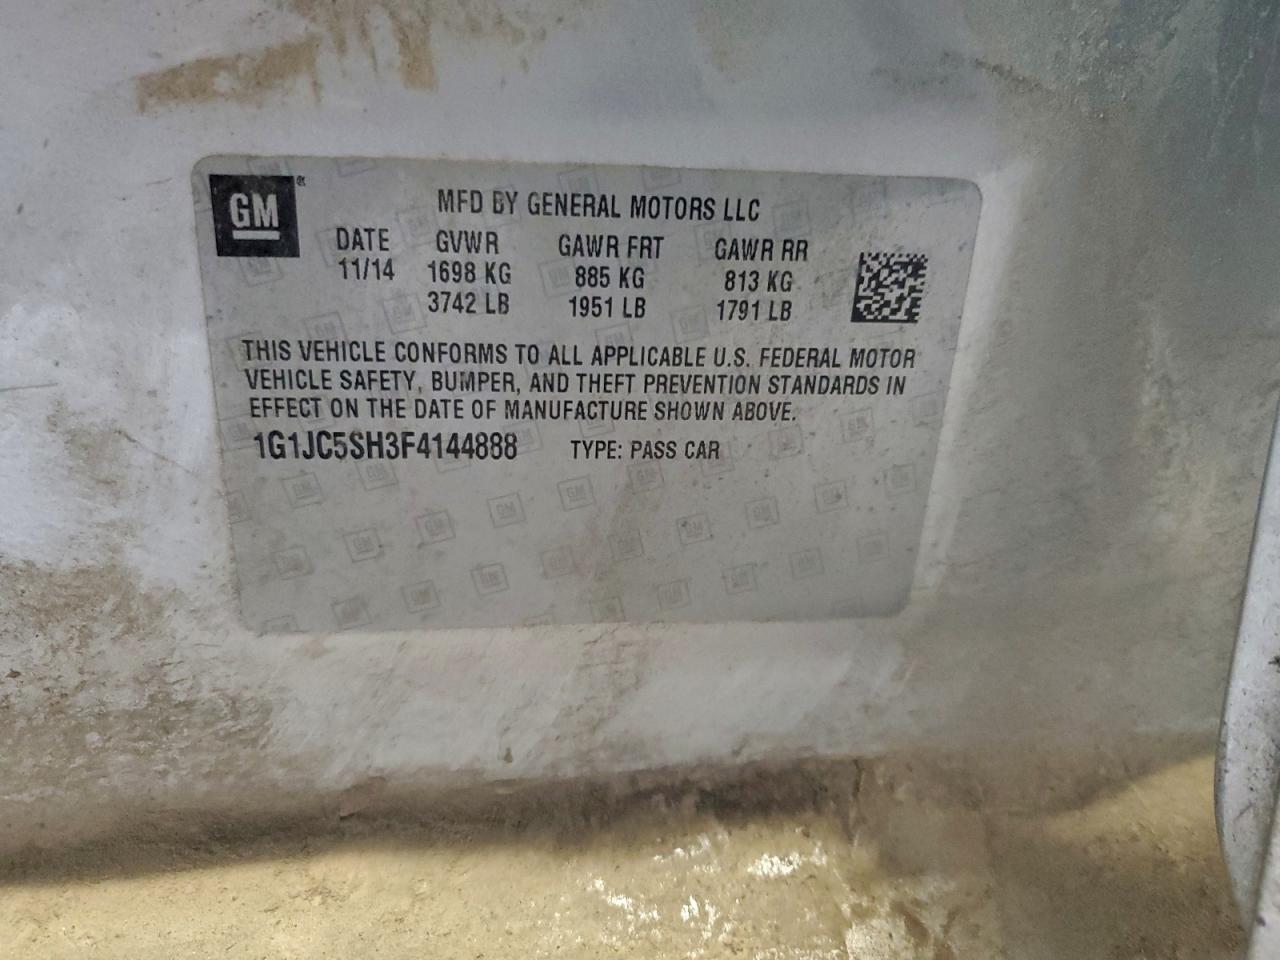 GM®
MFD BY GENERAL MOTORS LLC
DATE GVWR GAWR FRT GAWR RR
11/14 1698 KG 885 KG 813 KG
3742 LB 1951 LB 1791 LB
THIS VEHICLE CONFORMS TO ALL APPLICABLE U.S. FEDERAL MOTOR
VEHICLE SAFETY, BUMPER, AND THEFT PREVENTION STANDARDS IN
EFFECT ON THE DATE OF MANUFACTURE SHOWN ABOVE.
1G1JC5SH3F4144888 TYPE: PASS CAR